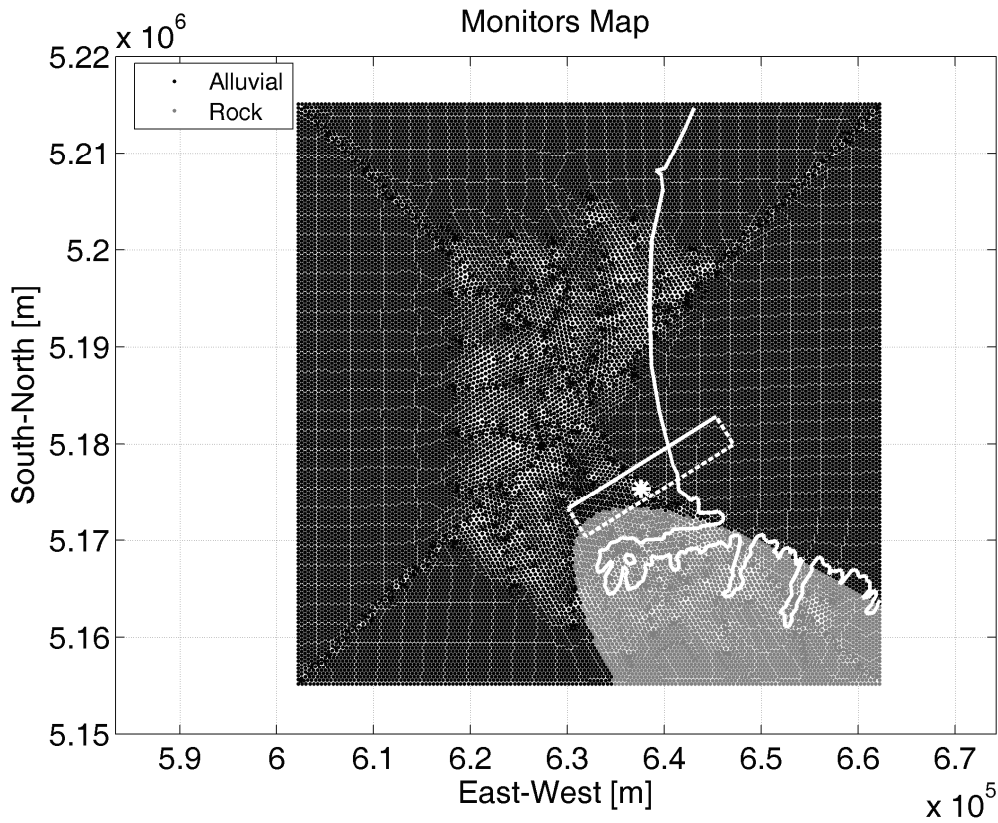 Monitors Map
x 10^6
5.22
5.21
5.2
5.19
5.18
5.17
5.16
5.15
South-North [m]
Alluvial
Rock
5.9 6 6.1 6.2 6.3 6.4 6.5 6.6 6.7
East-West [m]
x 10^5